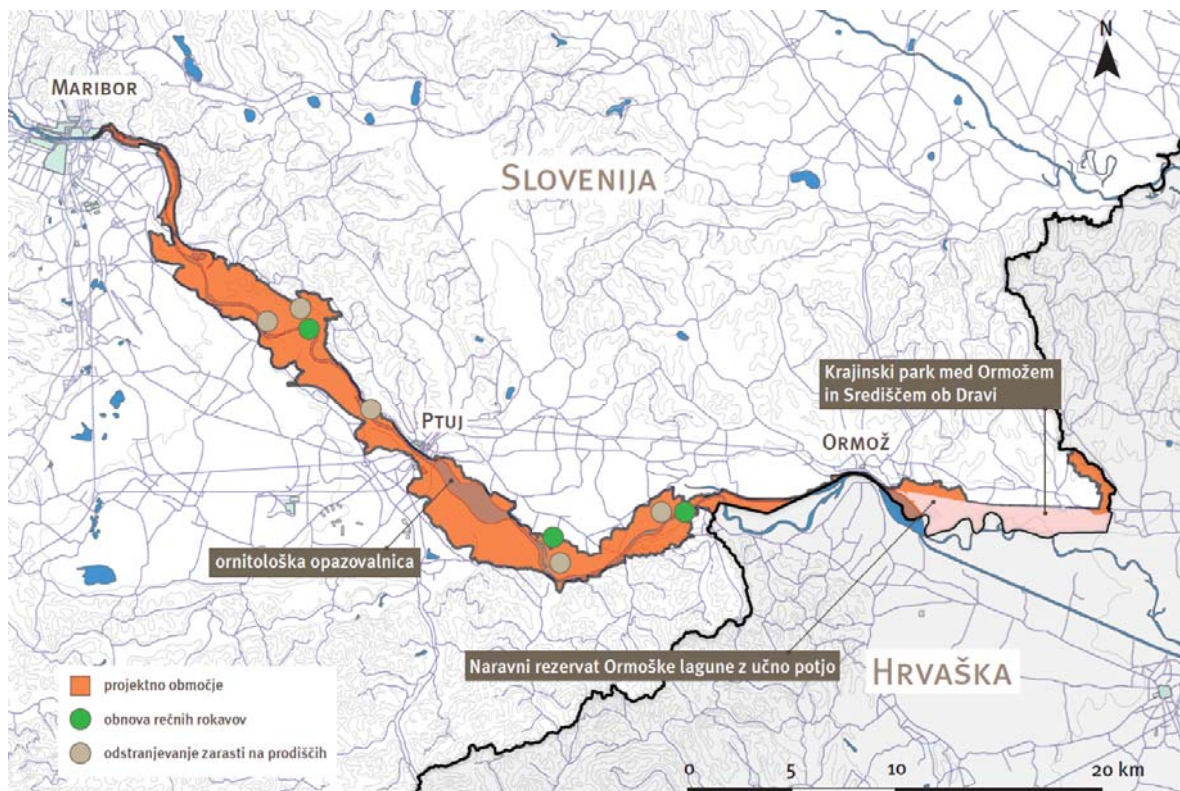 N
MARIBOR
SLOVENIJA
Krajinski park med Ormožem
in Središčem ob Dravi
PTUJ
ORMOŽ
ornitološka opazovalnica
Naravni rezervat Ormoške lagune z učno potjo
HRVAŠKA
projektno območje
obnova rečnih rokavov
odstranjevanje zarasti na prodiščih
0 5 10 20 km